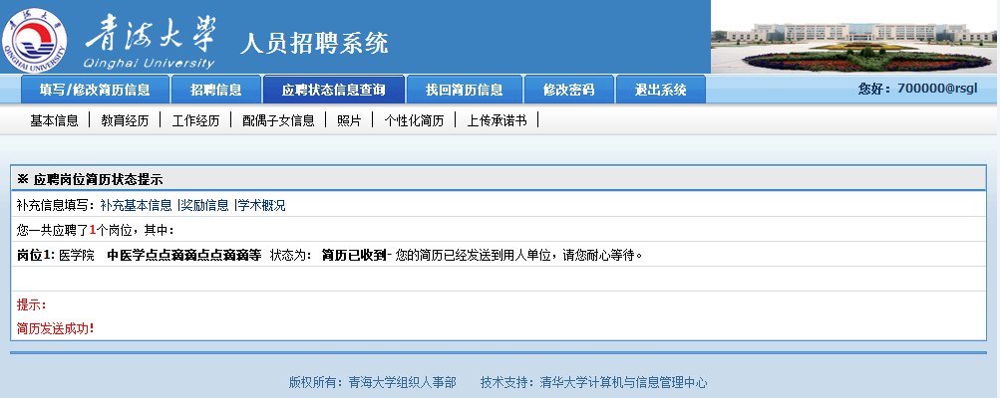 青海大学
Qinghai University
人员招聘系统
填写/修改简历信息 招聘信息 应聘状态信息查询 找回简历信息 修改密码 退出系统 您好：700000@rsgl
基本信息 | 教育经历 | 工作经历 | 配偶子女信息 | 照片 | 个性化简历 | 上传承诺书 |
※ 应聘岗位简历状态提示
补充信息填写：补充基本信息 |奖励信息 |学术概况
您一共应聘了1个岗位，其中：
岗位1: 医学院 中医学点点滴滴点点滴滴等 状态为： 简历已收到- 您的简历已经发送到用人单位，请您耐心等待。
提示：
简历发送成功！
版权所有：青海大学组织人事部 技术支持：清华大学计算机与信息管理中心